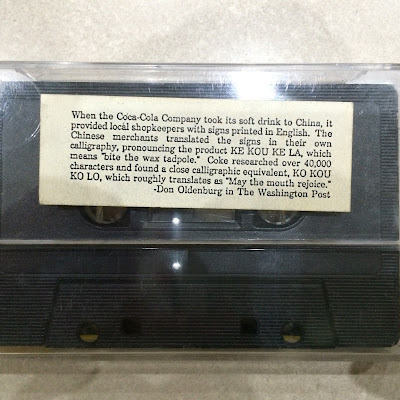 When the Coca-Cola Company took its soft drink to China, it
provided local shopkeepers with signs printed in English. The
Chinese merchants translated the signs in their own
calligraphy, pronouncing the product KE KOU KE LA, which
means "bite the wax tadpole." Coke researched over 40,000
characters and found a close calligraphic equivalent, KO KOU
KO LO, which roughly translates as "May the mouth rejoice."
-Don Oldenburg in The Washington Post